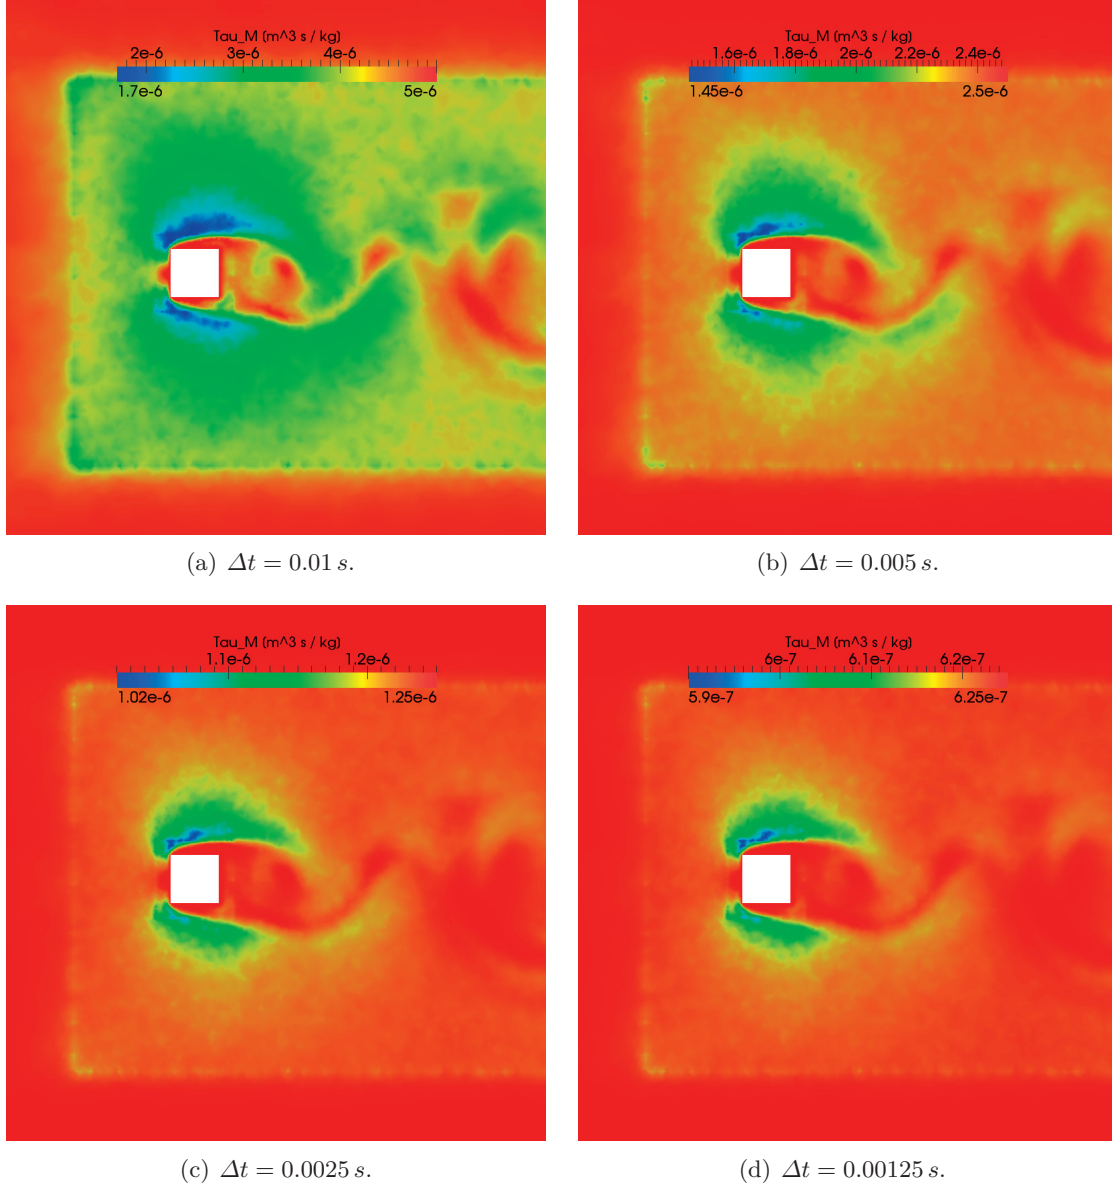 Tau_M [m^3 s / kg]
2e-6 3e-6 4e-6
1.7e-6 5e-6
(a) Δt = 0.01 s.
Tau_M [m^3 s / kg]
1.6e-6 1.8e-6 2e-6 2.2e-6 2.4e-6
1.45e-6 2.5e-6
(b) Δt = 0.005 s.
Tau_M [m^3 s / kg]
1.1e-6 1.2e-6
1.02e-6 1.25e-6
(c) Δt = 0.0025 s.
Tau_M [m^3 s / kg]
6e-7 6.1e-7 6.2e-7
5.9e-7 6.25e-7
(d) Δt = 0.00125 s.